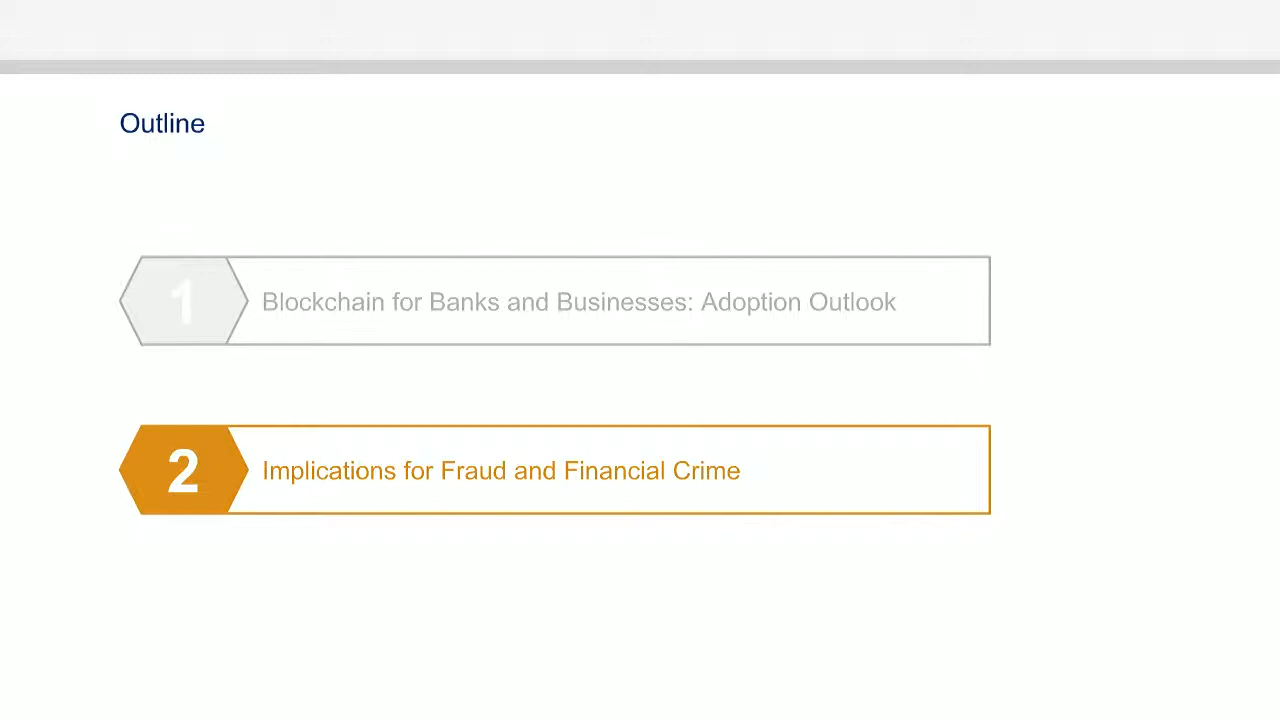 Outline
1
Blockchain for Banks and Businesses: Adoption Outlook
2
Implications for Fraud and Financial Crime